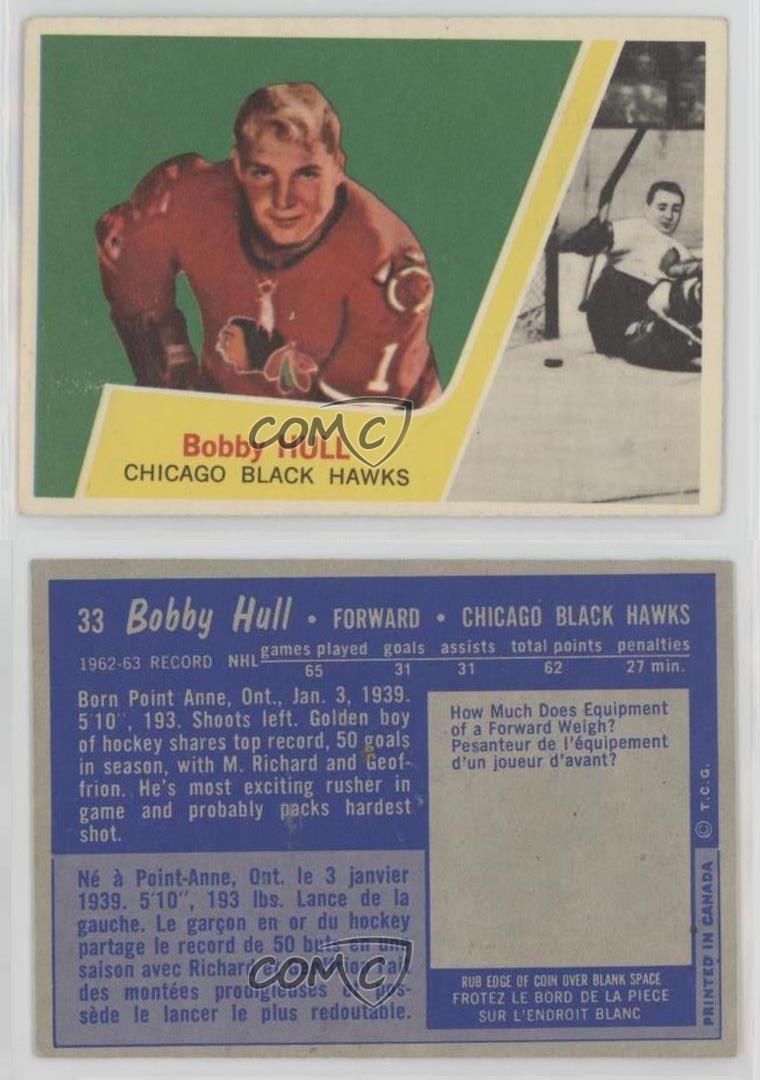 1
COMC
Bobby HULL
CHICAGO BLACK HAWKS
33 Bobby Hull • FORWARD • CHICAGO BLACK HAWKS
games played goals assists total points penalties
1962-63 RECORD NHL 65 31 31 62 27 min.
Born Point Anne, Ont., Jan. 3, 1939.
5'10", 193. Shoots left. Golden boy
of hockey shares top record, 50 goals
in season, with M. Richard and Geof-
frion. He's most exciting rusher in
game and probably packs hardest
shot.
How Much Does Equipment
of a Forward Weigh?
Pesanteur de l'équipement
d'un joueur d'avant?
Né à Point-Anne, Ont. le 3 janvier
1939. 5'10", 193 lbs. Lance de la
gauche. Le garçon en or du hockey
partage le record de 50 buts en une
saison avec Richard fait
des montées prodigieuses et pos-
sède le lancer le plus redoutable.
COMC
RUB EDGE OF COIN OVER BLANK SPACE
FROTEZ LE BORD DE LA PIECE
SUR L'ENDROIT BLANC
PRINTED IN CANADA © T.C.G.